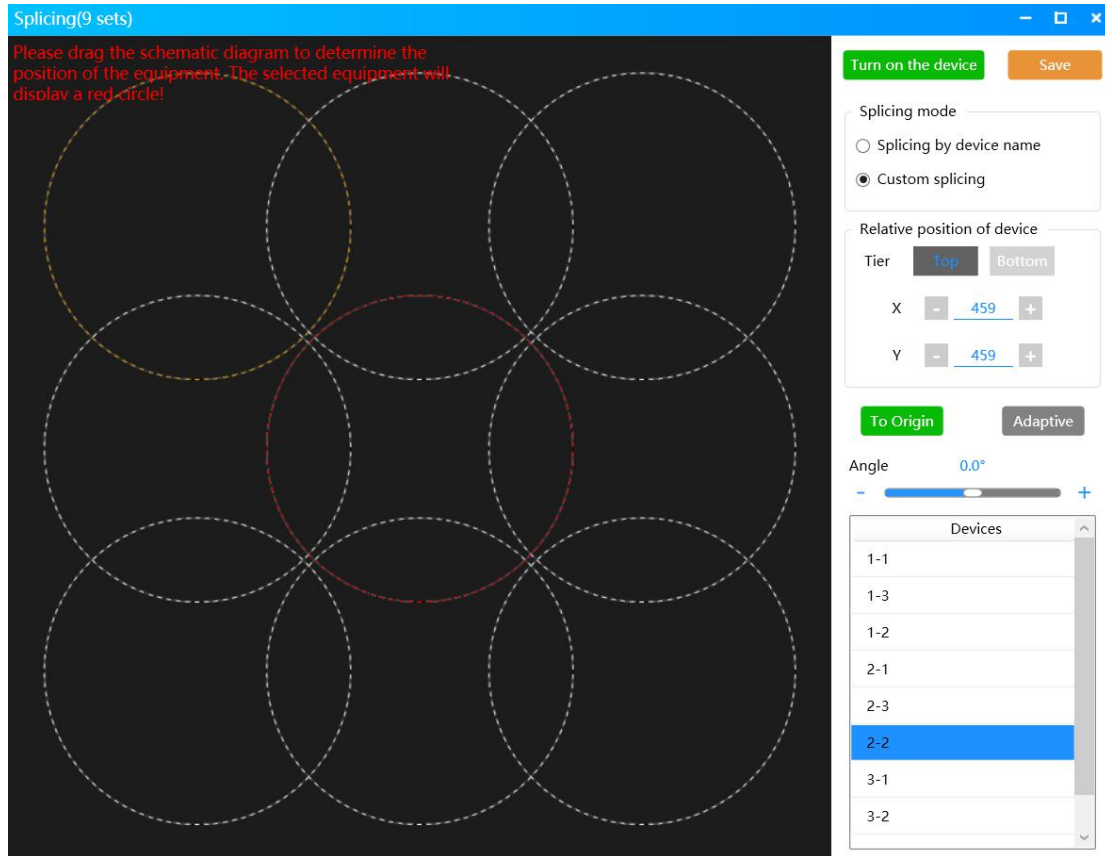 Splicing(9 sets)
Please drag the schematic diagram to determine the
position of the equipment. The selected equipment will
display a red circle!
Turn on the device
Save
Splicing mode
Splicing by device name
Custom splicing
Relative position of device
Tier Top Bottom
X - 459 +
Y - 459 +
To Origin
Adaptive
Angle 0.0°
- +
Devices
1-1
1-3
1-2
2-1
2-3
2-2
3-1
3-2